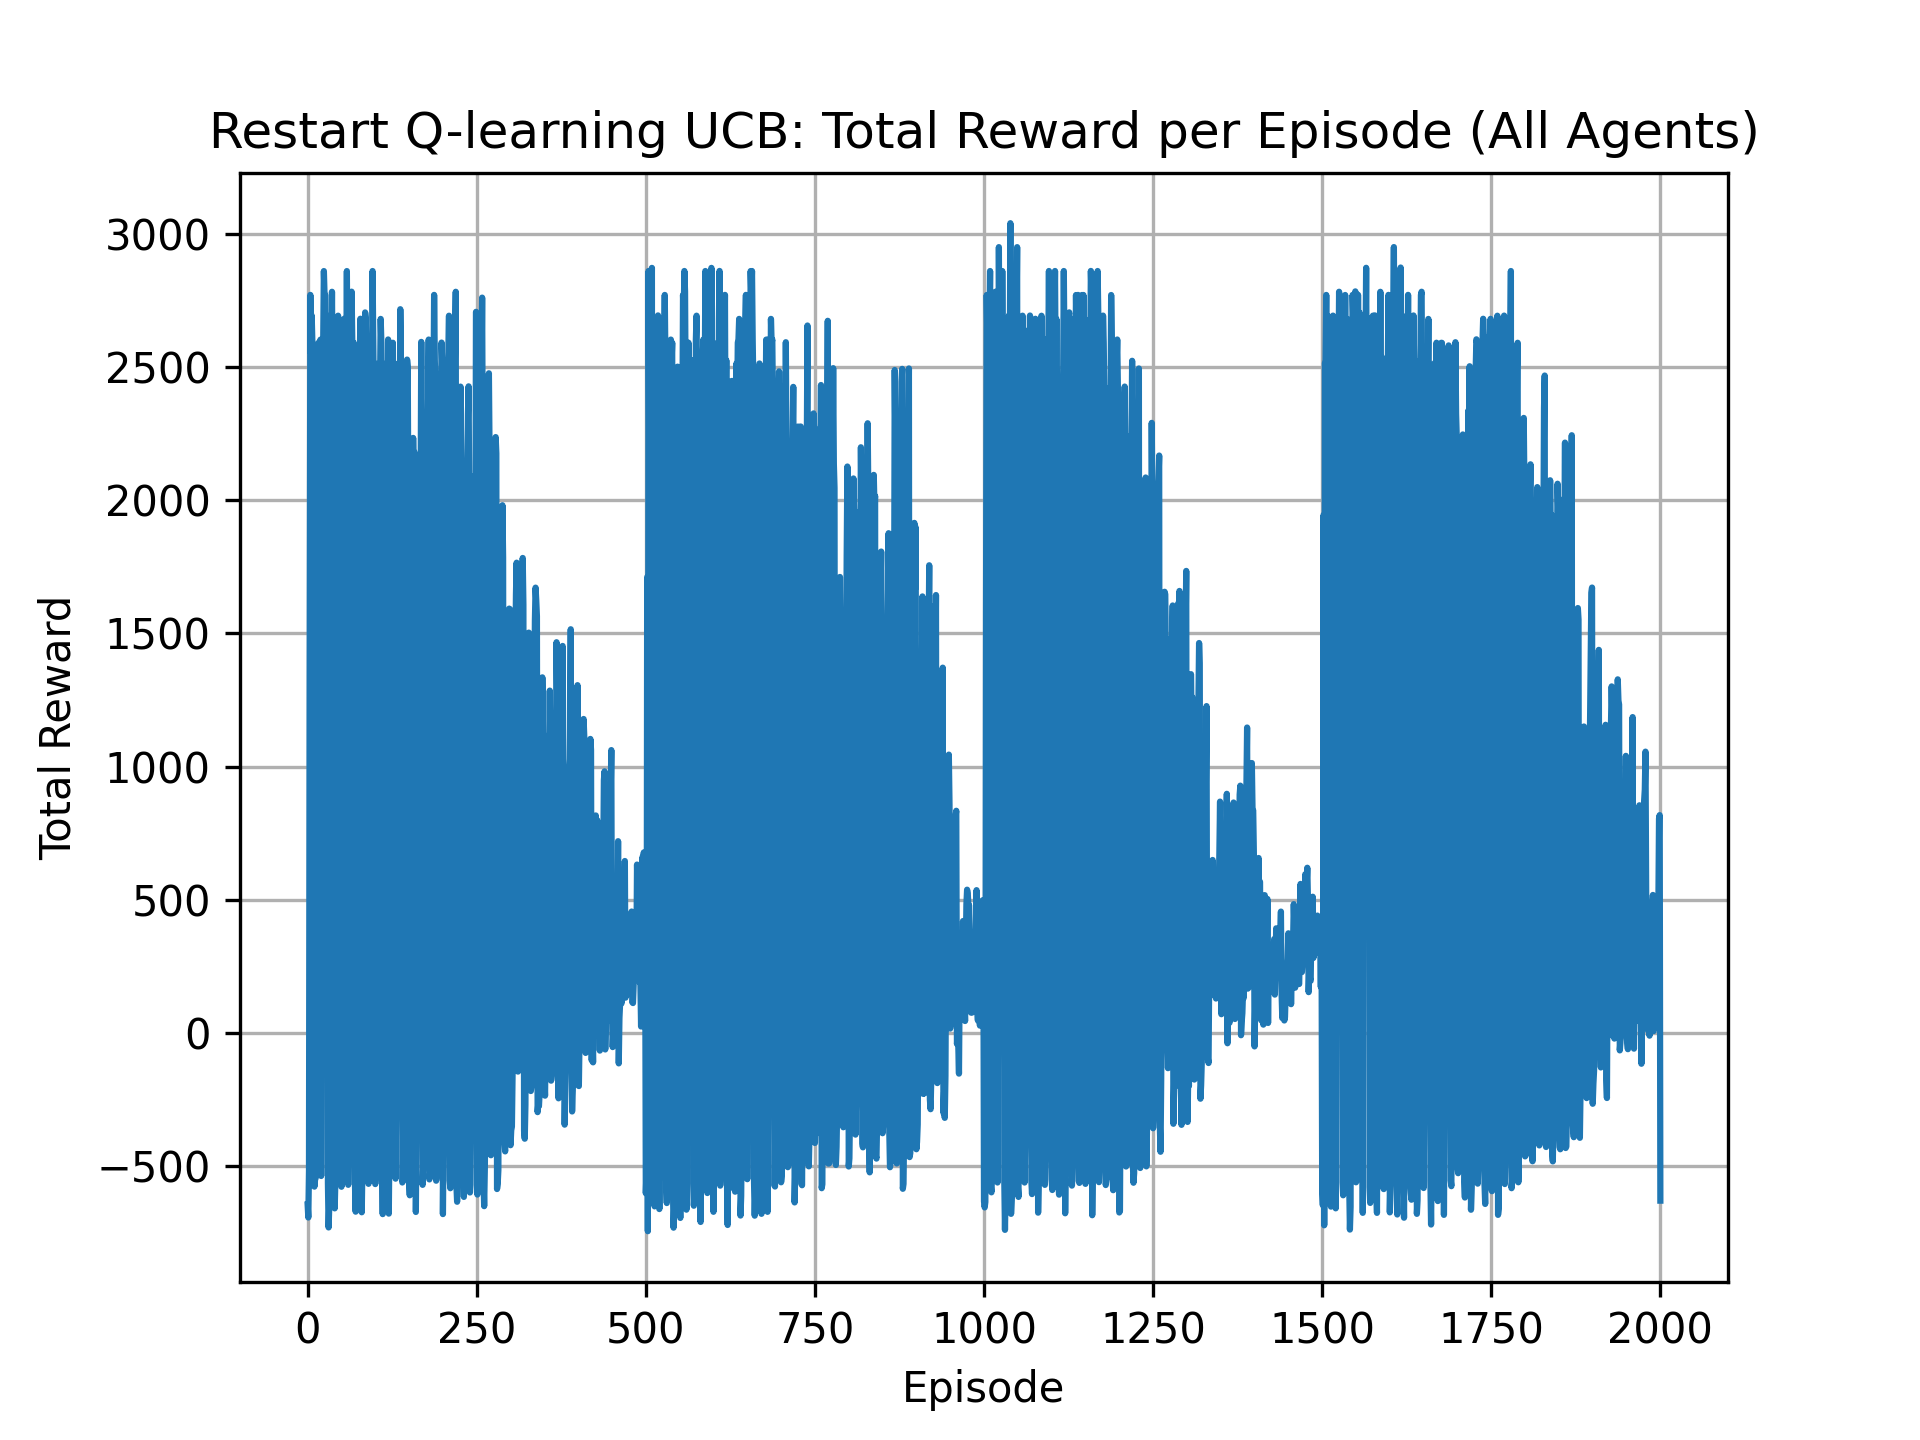 Restart Q-learning UCB: Total Reward per Episode (All Agents)
3000
2500
2000
1500
1000
500
0
−500
Total Reward
0 250 500 750 1000 1250 1500 1750 2000
Episode